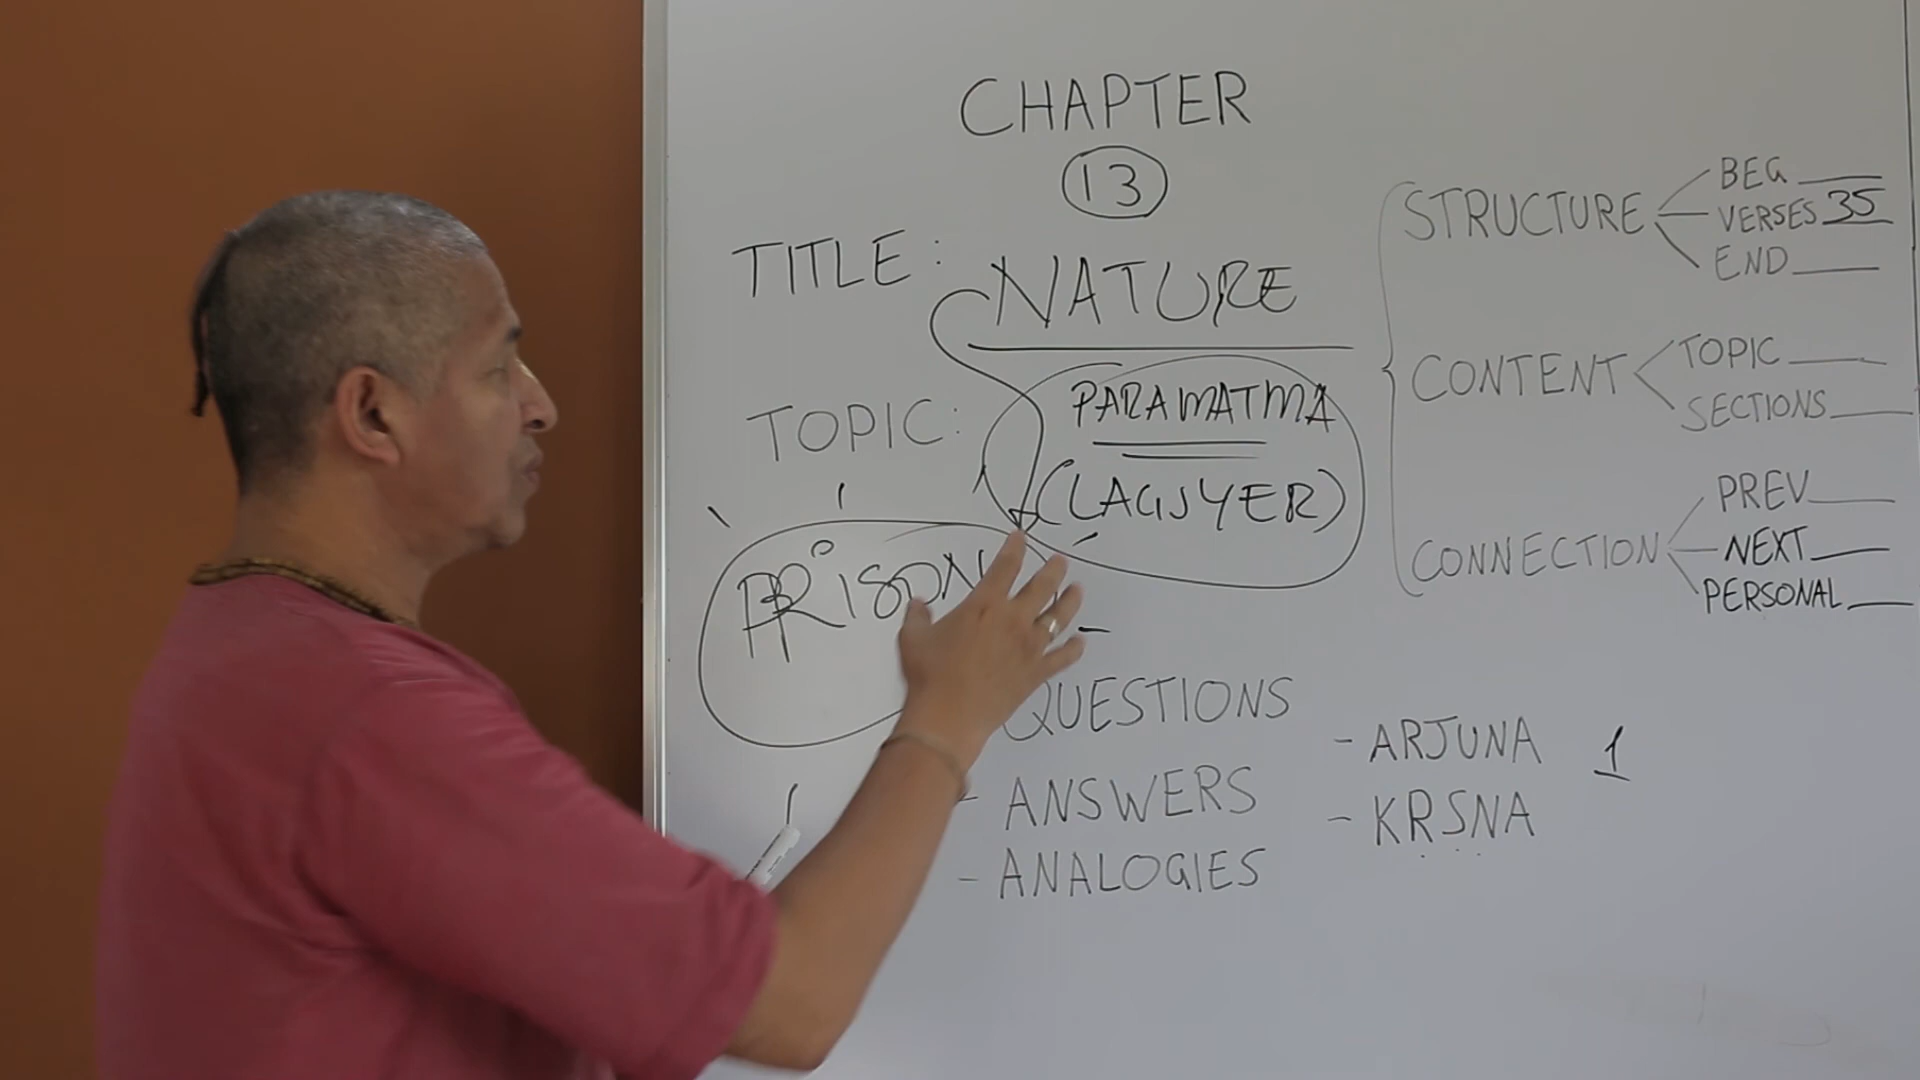 CHAPTER
13
TITLE: NATURE
TOPIC: PARAMATMA
(LAWYER)
PRISON
QUESTIONS
- ANSWERS
- ANALOGIES
- ARJUNA 1
- KRSNA
STRUCTURE
BEG
VERSES 35
END
CONTENT
TOPIC
SECTIONS
CONNECTION
PREV
NEXT
PERSONAL